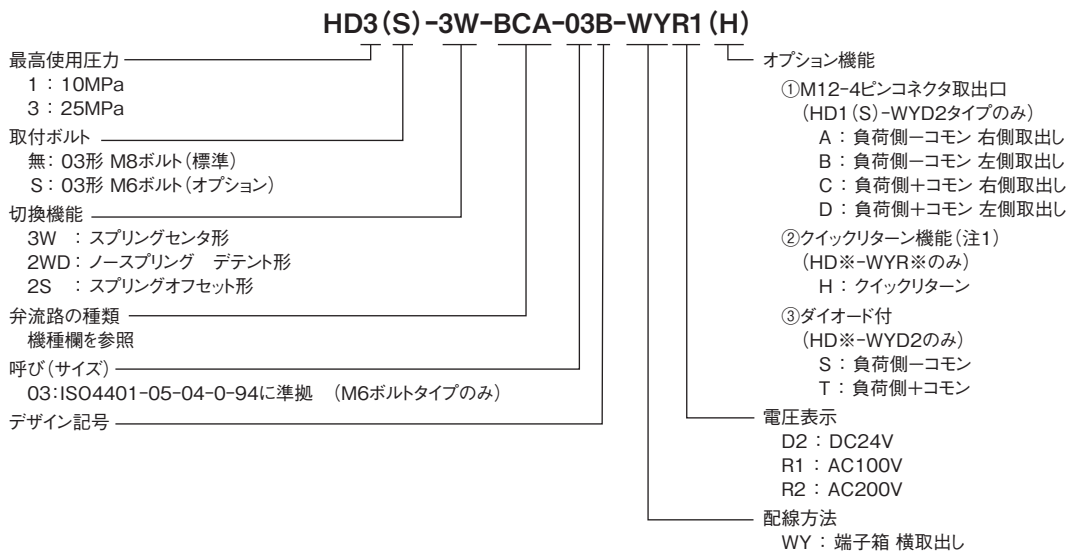 HD3(S)-3W-BCA-03B-WYR1(H)
最高使用圧力
1 : 10MPa
3 : 25MPa
取付ボルト
無: 03形 M8ボルト(標準)
S: 03形 M6ボルト(オプション)
切換機能
3W : スプリングセンタ形
2WD : ノースプリング デテント形
2S : スプリングオフセット形
弁流路の種類
機種欄を参照
呼び(サイズ)
03:ISO4401-05-04-0-94に準拠 (M6ボルトタイプのみ)
デザイン記号
オプション機能
①M12-4ピンコネクタ取出口
(HD1(S)-WYD2タイプのみ)
A : 負荷側ーコモン 右側取出し
B : 負荷側ーコモン 左側取出し
C : 負荷側+コモン 右側取出し
D : 負荷側+コモン 左側取出し
②クイックリターン機能(注1)
(HD※-WYR※のみ)
H : クイックリターン
③ダイオード付
(HD※-WYD2のみ)
S : 負荷側ーコモン
T : 負荷側+コモン
電圧表示
D2 : DC24V
R1 : AC100V
R2 : AC200V
配線方法
WY : 端子箱 横取出し